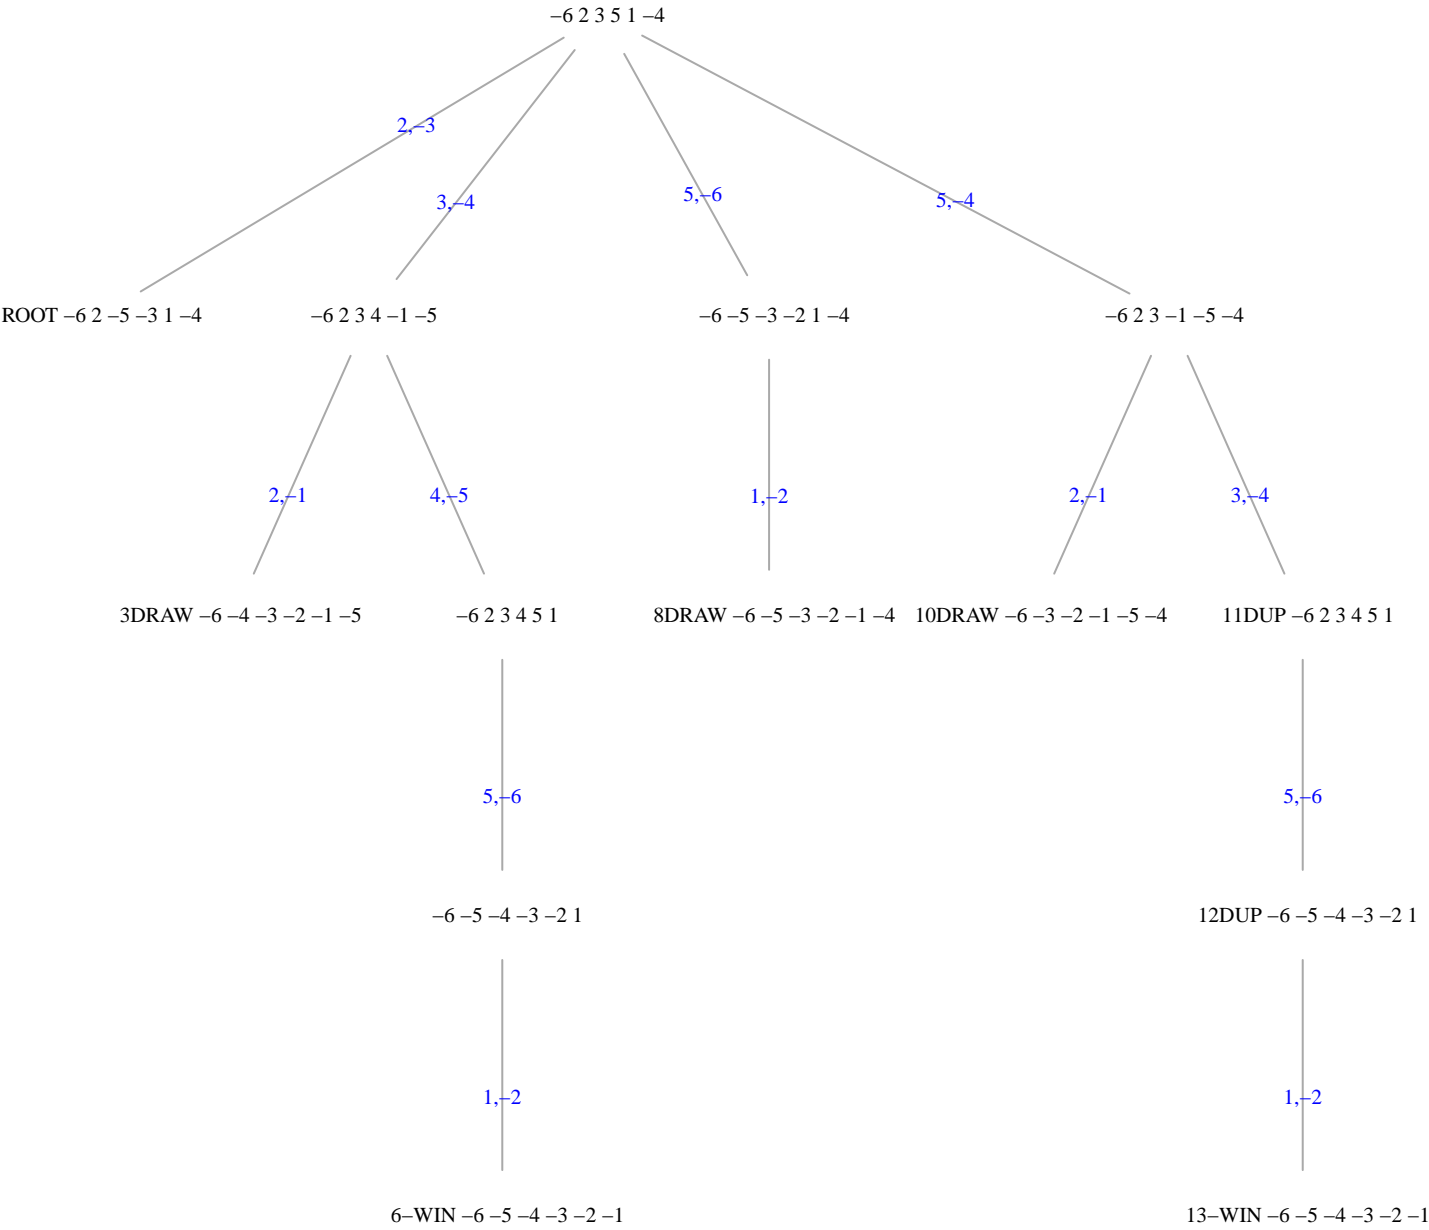 –6 2 3 5 1 –4
2,–3
3,–4
5,–6
5,–4
ROOT –6 2 –5 –3 1 –4
–6 2 3 4 –1 –5
–6 –5 –3 –2 1 –4
–6 2 3 –1 –5 –4
2,–1
4,–5
1,–2
2,–1
3,–4
3DRAW –6 –4 –3 –2 –1 –5
–6 2 3 4 5 1
8DRAW –6 –5 –3 –2 –1 –4
10DRAW –6 –3 –2 –1 –5 –4
11DUP –6 2 3 4 5 1
5,–6
5,–6
–6 –5 –4 –3 –2 1
12DUP –6 –5 –4 –3 –2 1
1,–2
1,–2
6–WIN –6 –5 –4 –3 –2 –1
13–WIN –6 –5 –4 –3 –2 –1